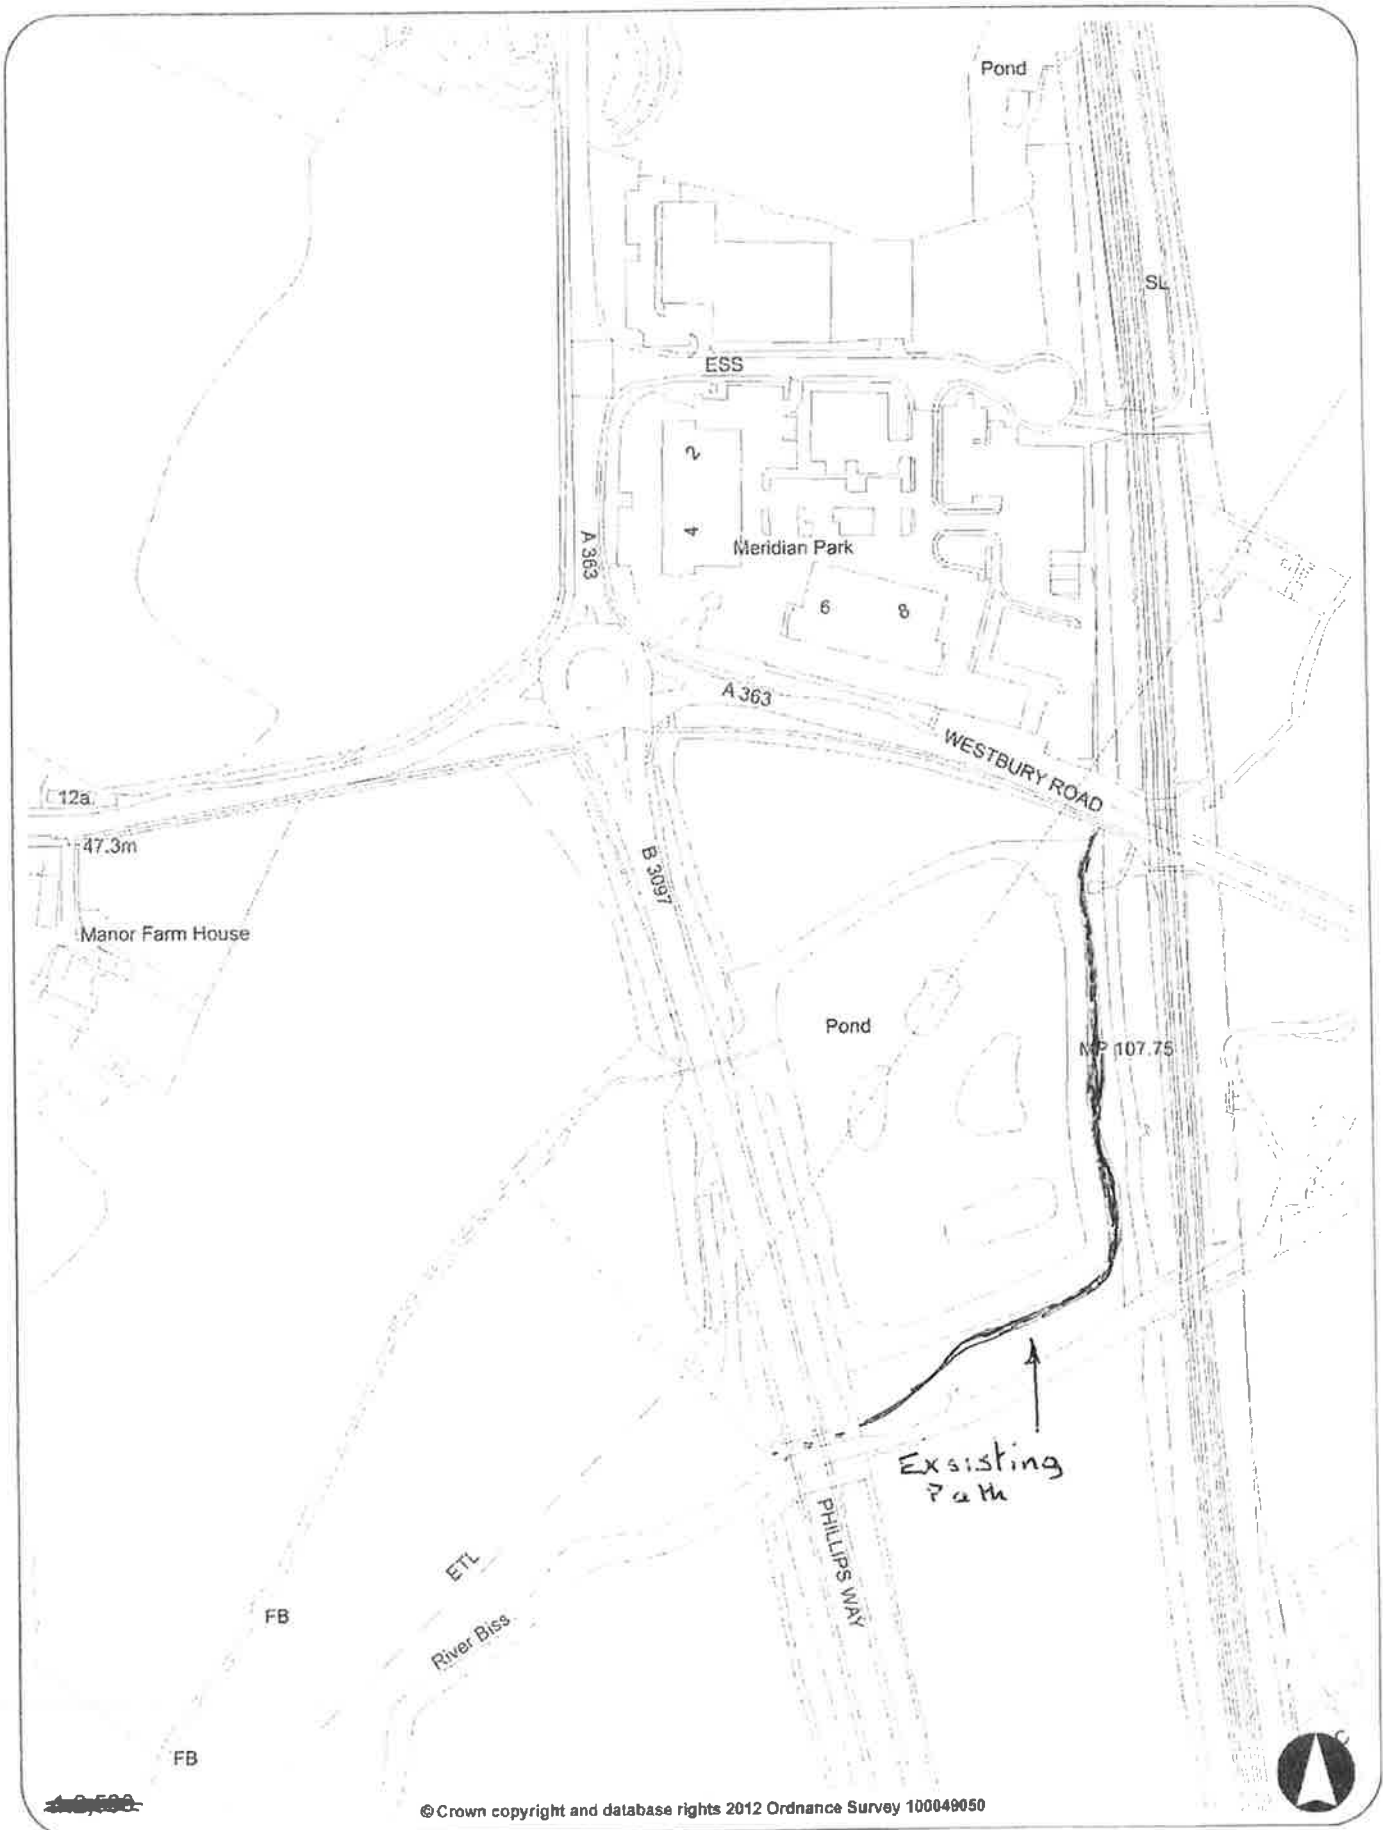 Pond
SL
ESS
2
4
A 363
Meridian Park
6
8
A 363
WESTBURY ROAD
12a
47.3m
B 3097
Manor Farm House
Pond
MP 107.75
Exsisting
Path
PHILLIPS WAY
ETL
FB
River Biss
FB
© Crown copyright and database rights 2012 Ordnance Survey 100049050